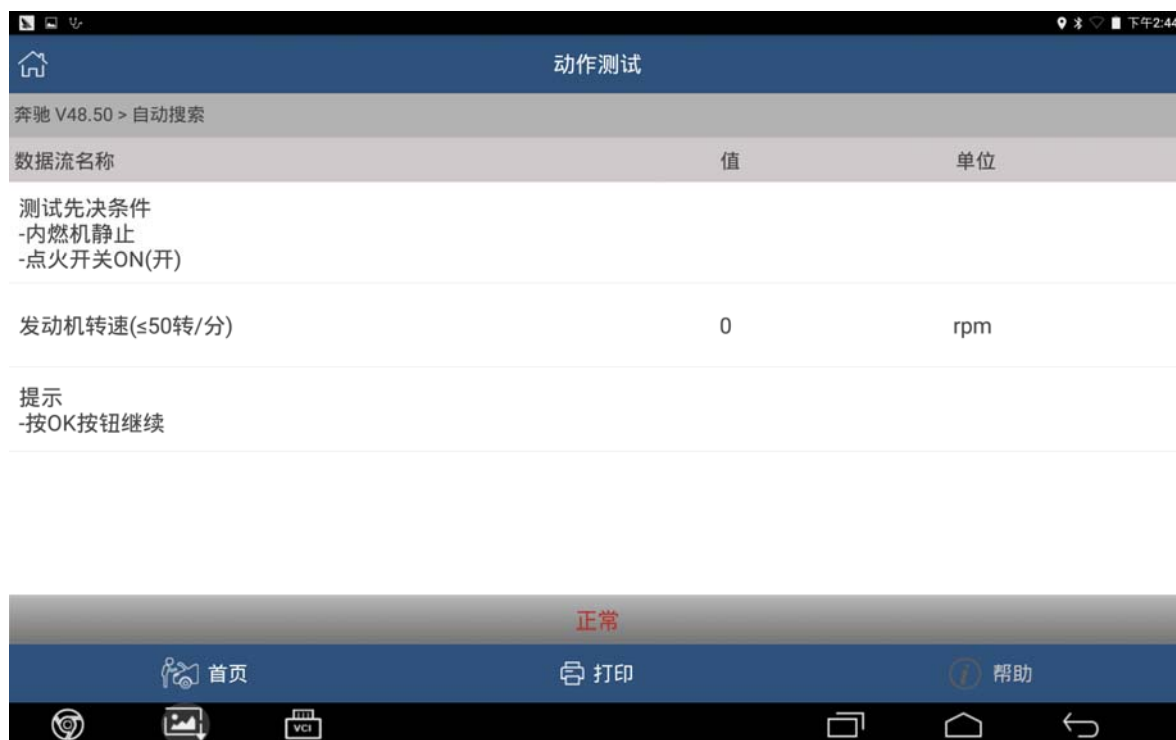 下午2:44
动作测试
奔驰 V48.50 > 自动搜索
数据流名称 值 单位
测试先决条件
-内燃机静止
-点火开关ON(开)
发动机转速(≤50转/分) 0 rpm
提示
-按OK按钮继续
正常
首页 打印 帮助
VCI